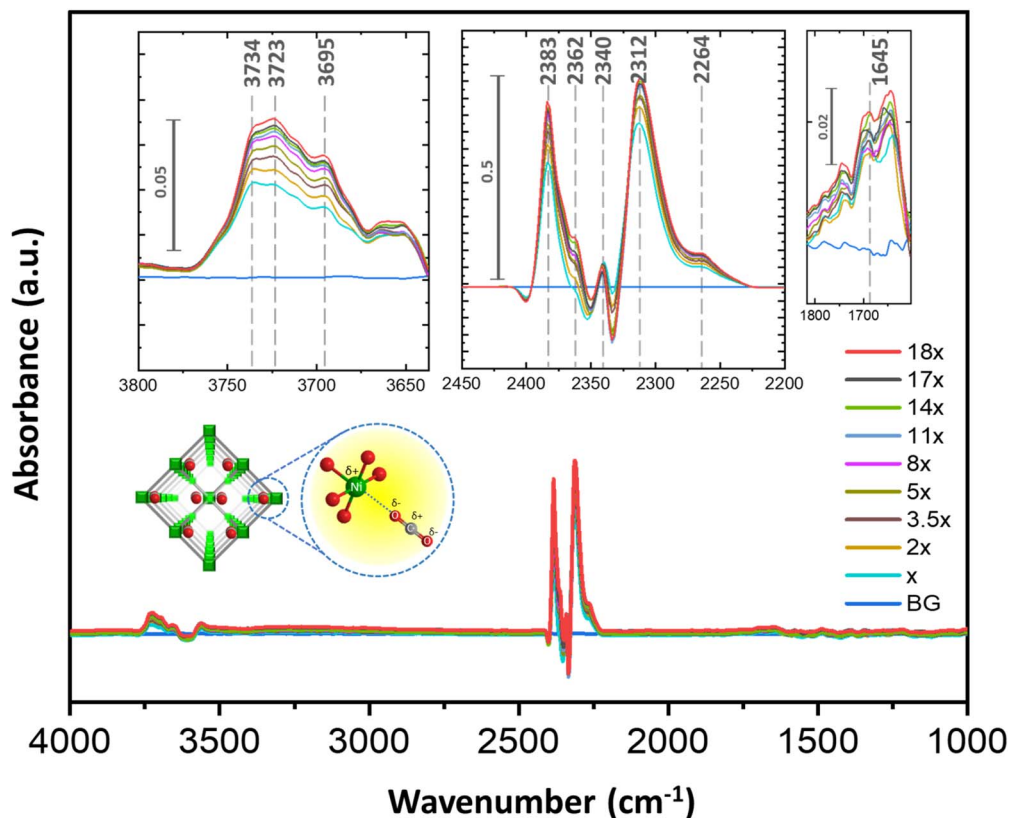 3734
3723
3695
0.05
3800
3750
3700
3650
2383
2362
2340
2312
2264
0.5
2450
2400
2350
2300
2250
2200
1645
0.02
1800
1700
18x
17x
14x
11x
8x
5x
3.5x
2x
x
BG
δ+
Ni
δ-
O
C
δ+
O
δ-
Absorbance (a.u.)
4000
3500
3000
2500
2000
1500
1000
Wavenumber (cm⁻¹)